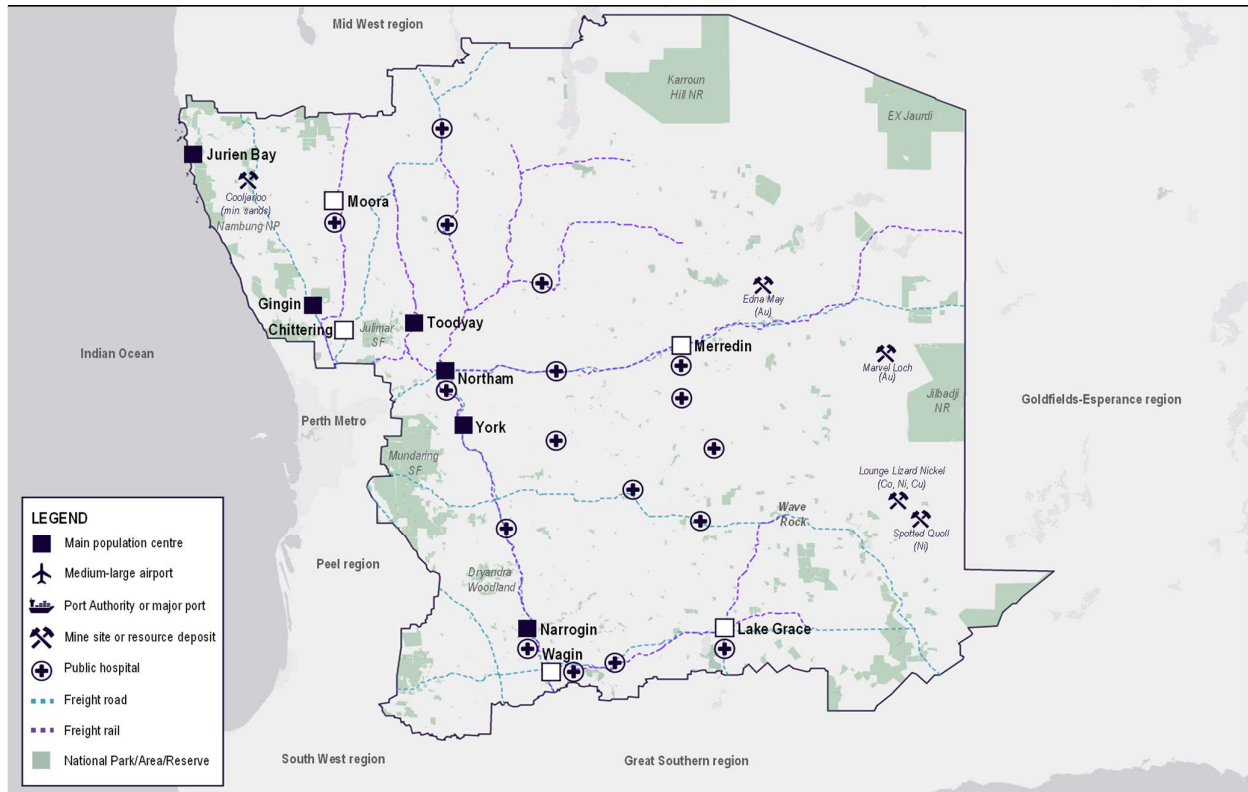 Mid West region
Karroun
Hill NR
EX Jaurdi
Jurien Bay
Cooljarloo
(min. sands)
Nambung NP
Moora
Gingin
Chittering
Julimar
SF
Toodyay
Edna May
(Au)
Indian Ocean
Merredin
Marvel Loch
(Au)
Northam
Jilbadji
NR
Goldfields-Esperance region
Perth Metro
York
Mundaring
SF
Lounge Lizard Nickel
(Co, Ni, Cu)
Wave
Rock
Spotted Quoll
(Ni)
Peel region
Dryandra
Woodland
Narrogin
Lake Grace
Wagin
South West region
Great Southern region
LEGEND
Main population centre
Medium-large airport
Port Authority or major port
Mine site or resource deposit
Public hospital
Freight road
Freight rail
National Park/Area/Reserve